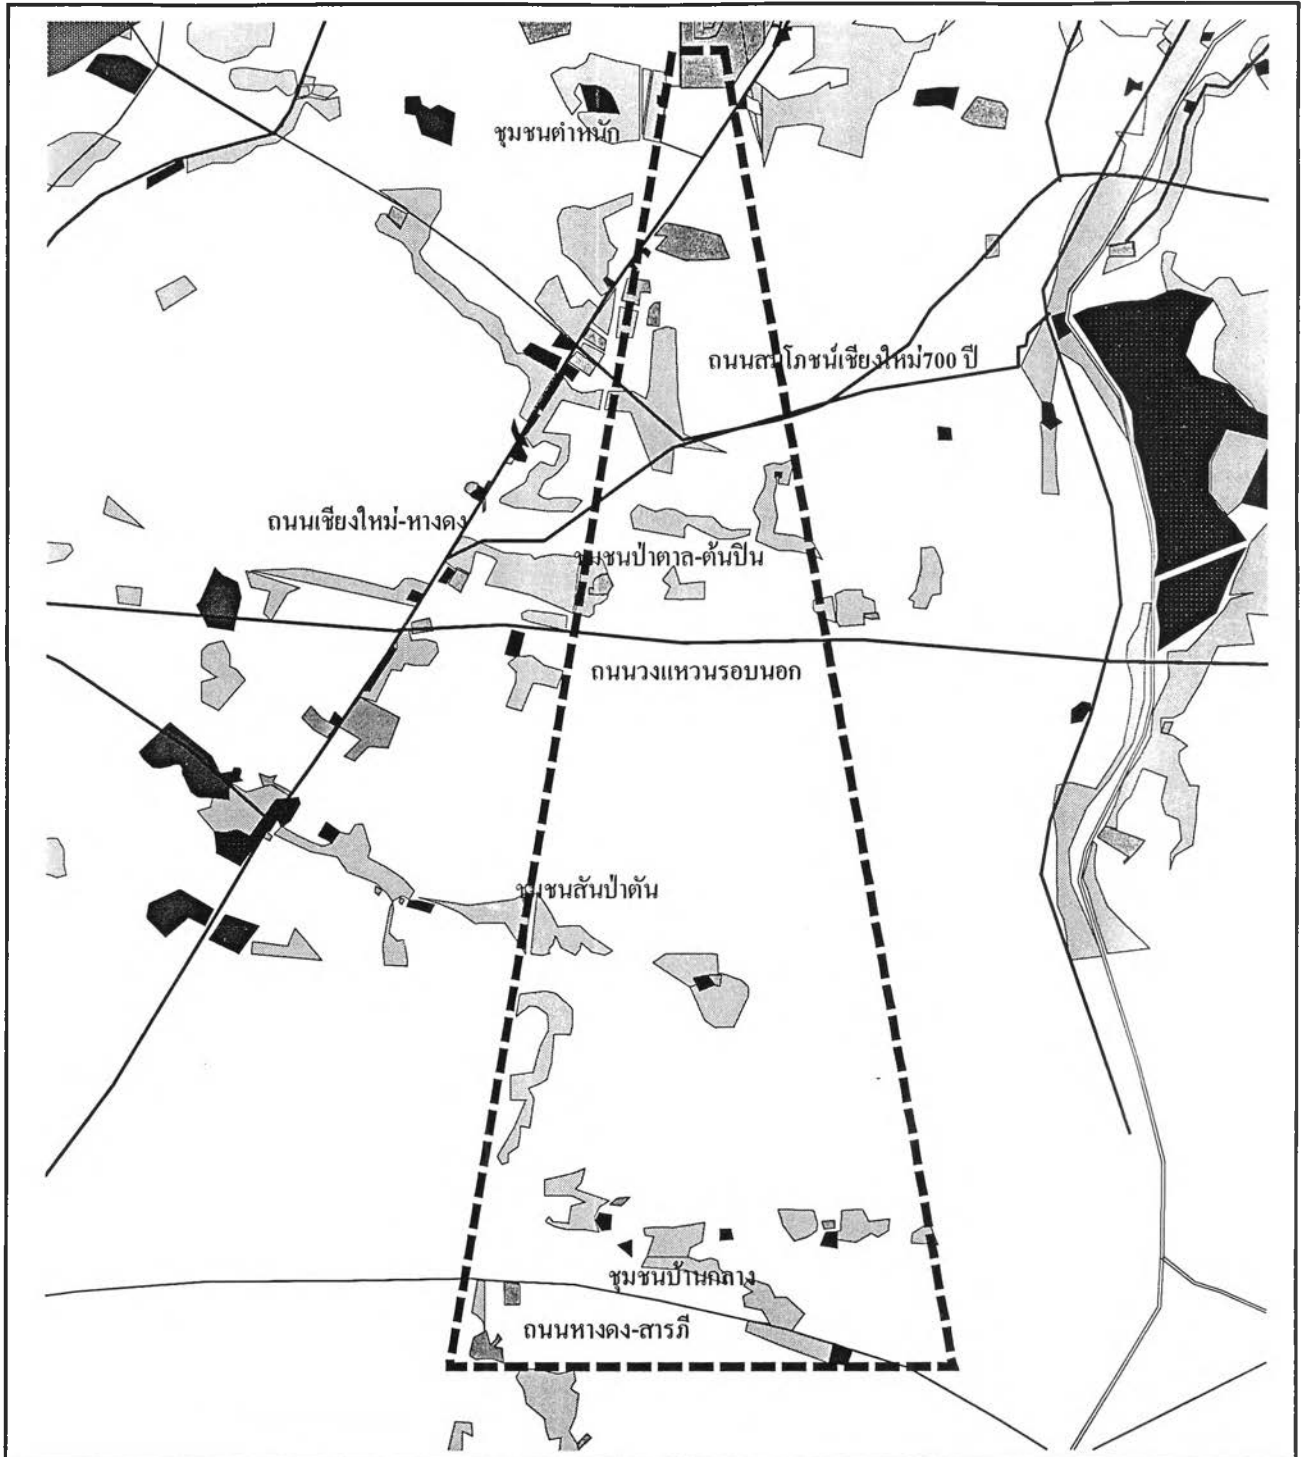 ชุมชนตำหนัก
ถนนสมโภชน์เชียงใหม่700 ปี
ถนนเชียงใหม่-หางดง
ชุมชนป่าตาล-ต้นปิน
ถนนวงแหวนรอบนอก
ชุมชนสันป่าตัน
ชุมชนบ้านกลาง
ถนนหางดง-สารภี